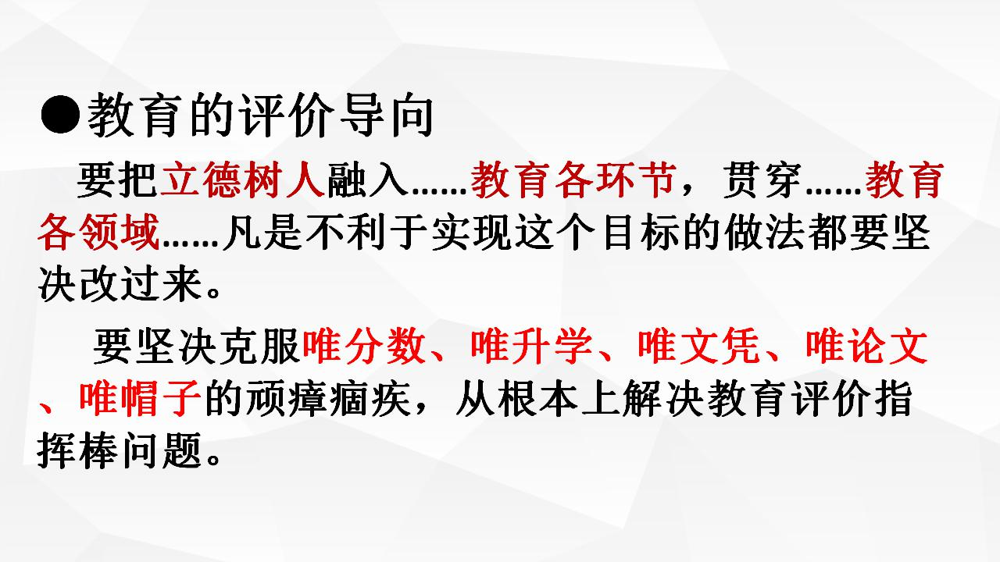 ●教育的评价导向
要把立德树人融入……教育各环节，贯穿……教育
各领域……凡是不利于实现这个目标的做法都要坚
决改过来。
要坚决克服唯分数、唯升学、唯文凭、唯论文
、唯帽子的顽瘴痼疾，从根本上解决教育评价指
挥棒问题。